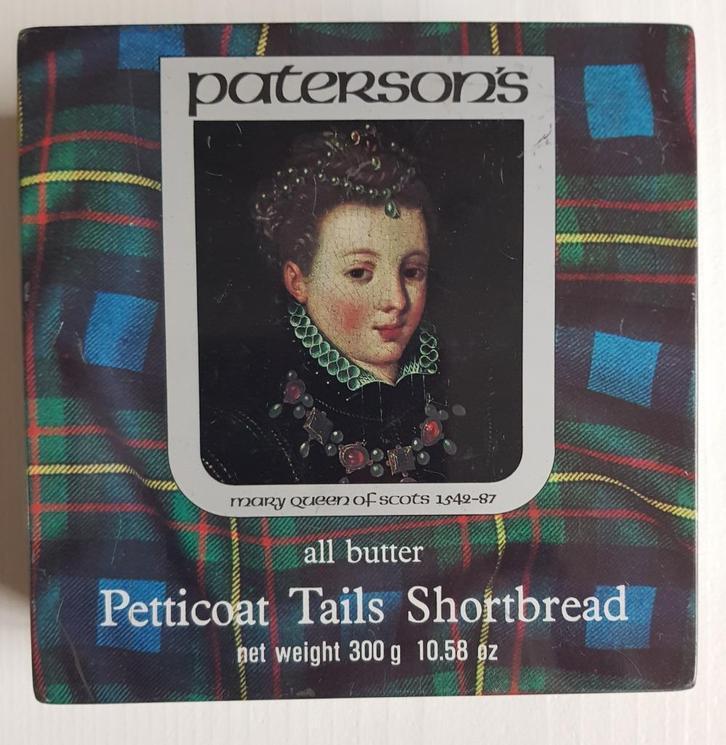 paterson's
mary queen of scots 1542-87
all butter
Petticoat Tails Shortbread
net weight 300 g 10.58 oz